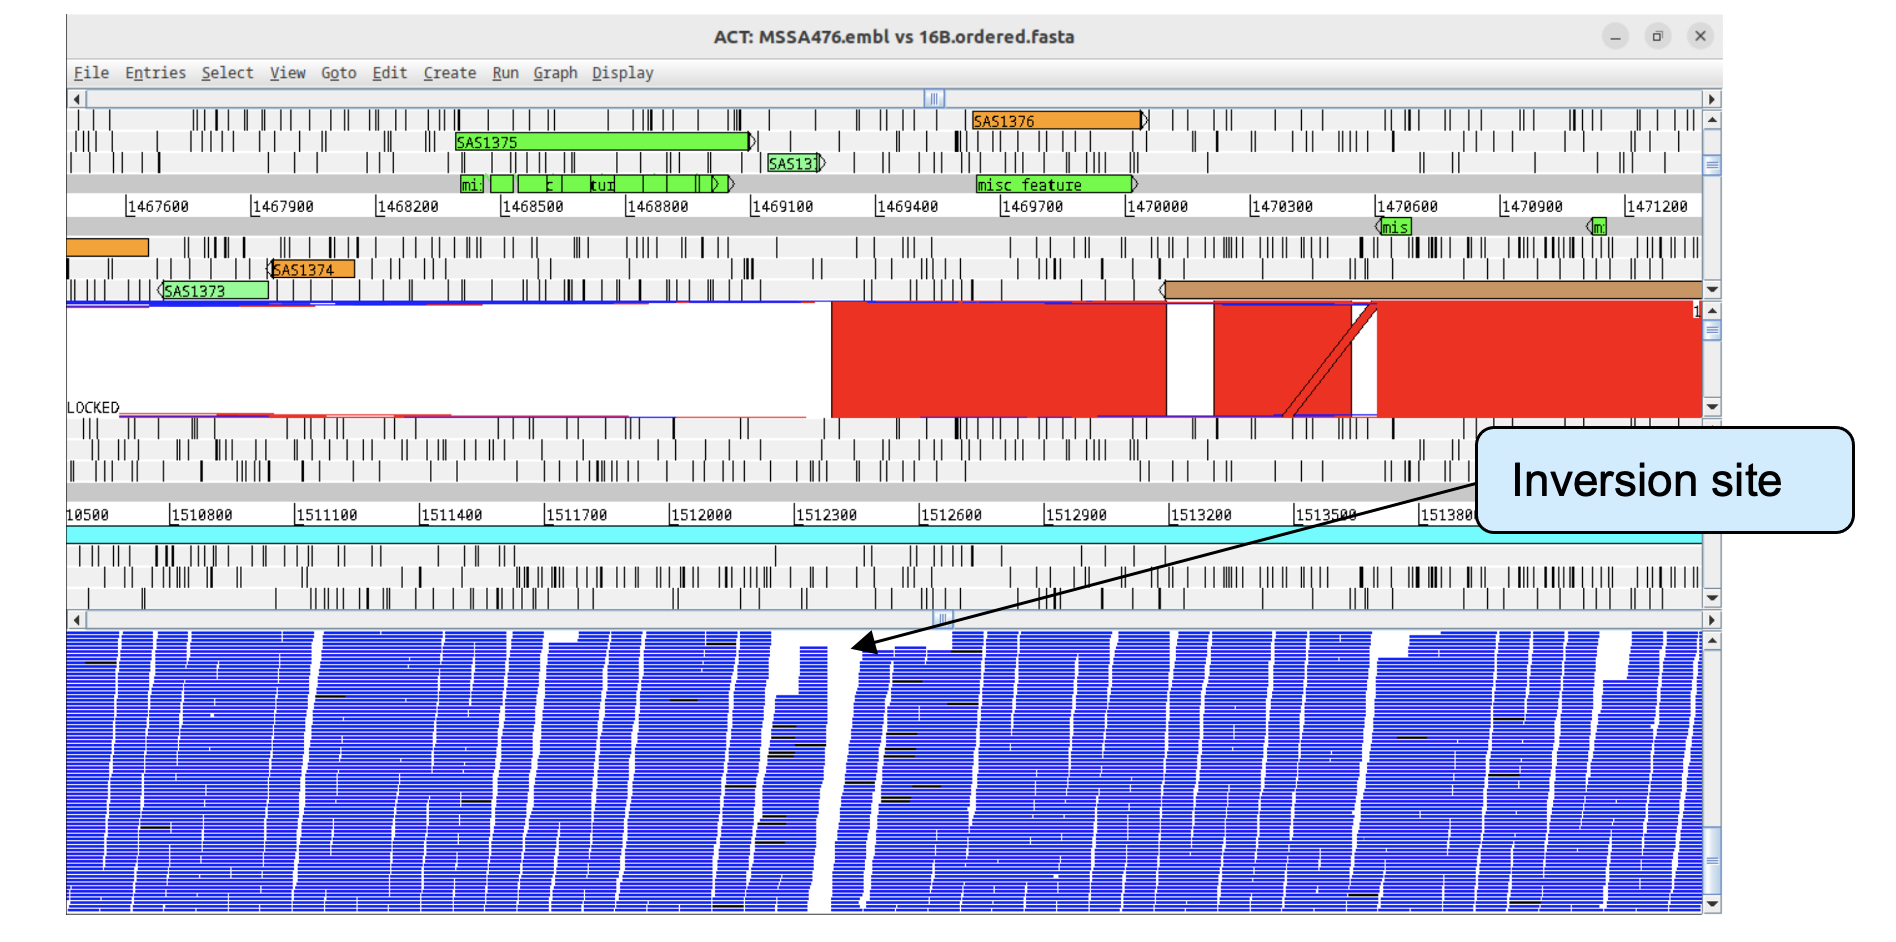 ACT: MSSA476.embl vs 16B.ordered.fasta
File Entries Select View Goto Edit Create Run Graph Display
SAS1376
SAS1375
SAS137
mi c tur misc feature
1467600 1467900 1468200 1468500 1468800 1469100 1469400 1469700 1470000 1470300 1470600 1470900 1471200
mis m
SAS1374
SAS1373
1
LOCKED
Inversion site
10500 1510800 1511100 1511400 1511700 1512000 1512300 1512600 1512900 1513200 1513500 151380